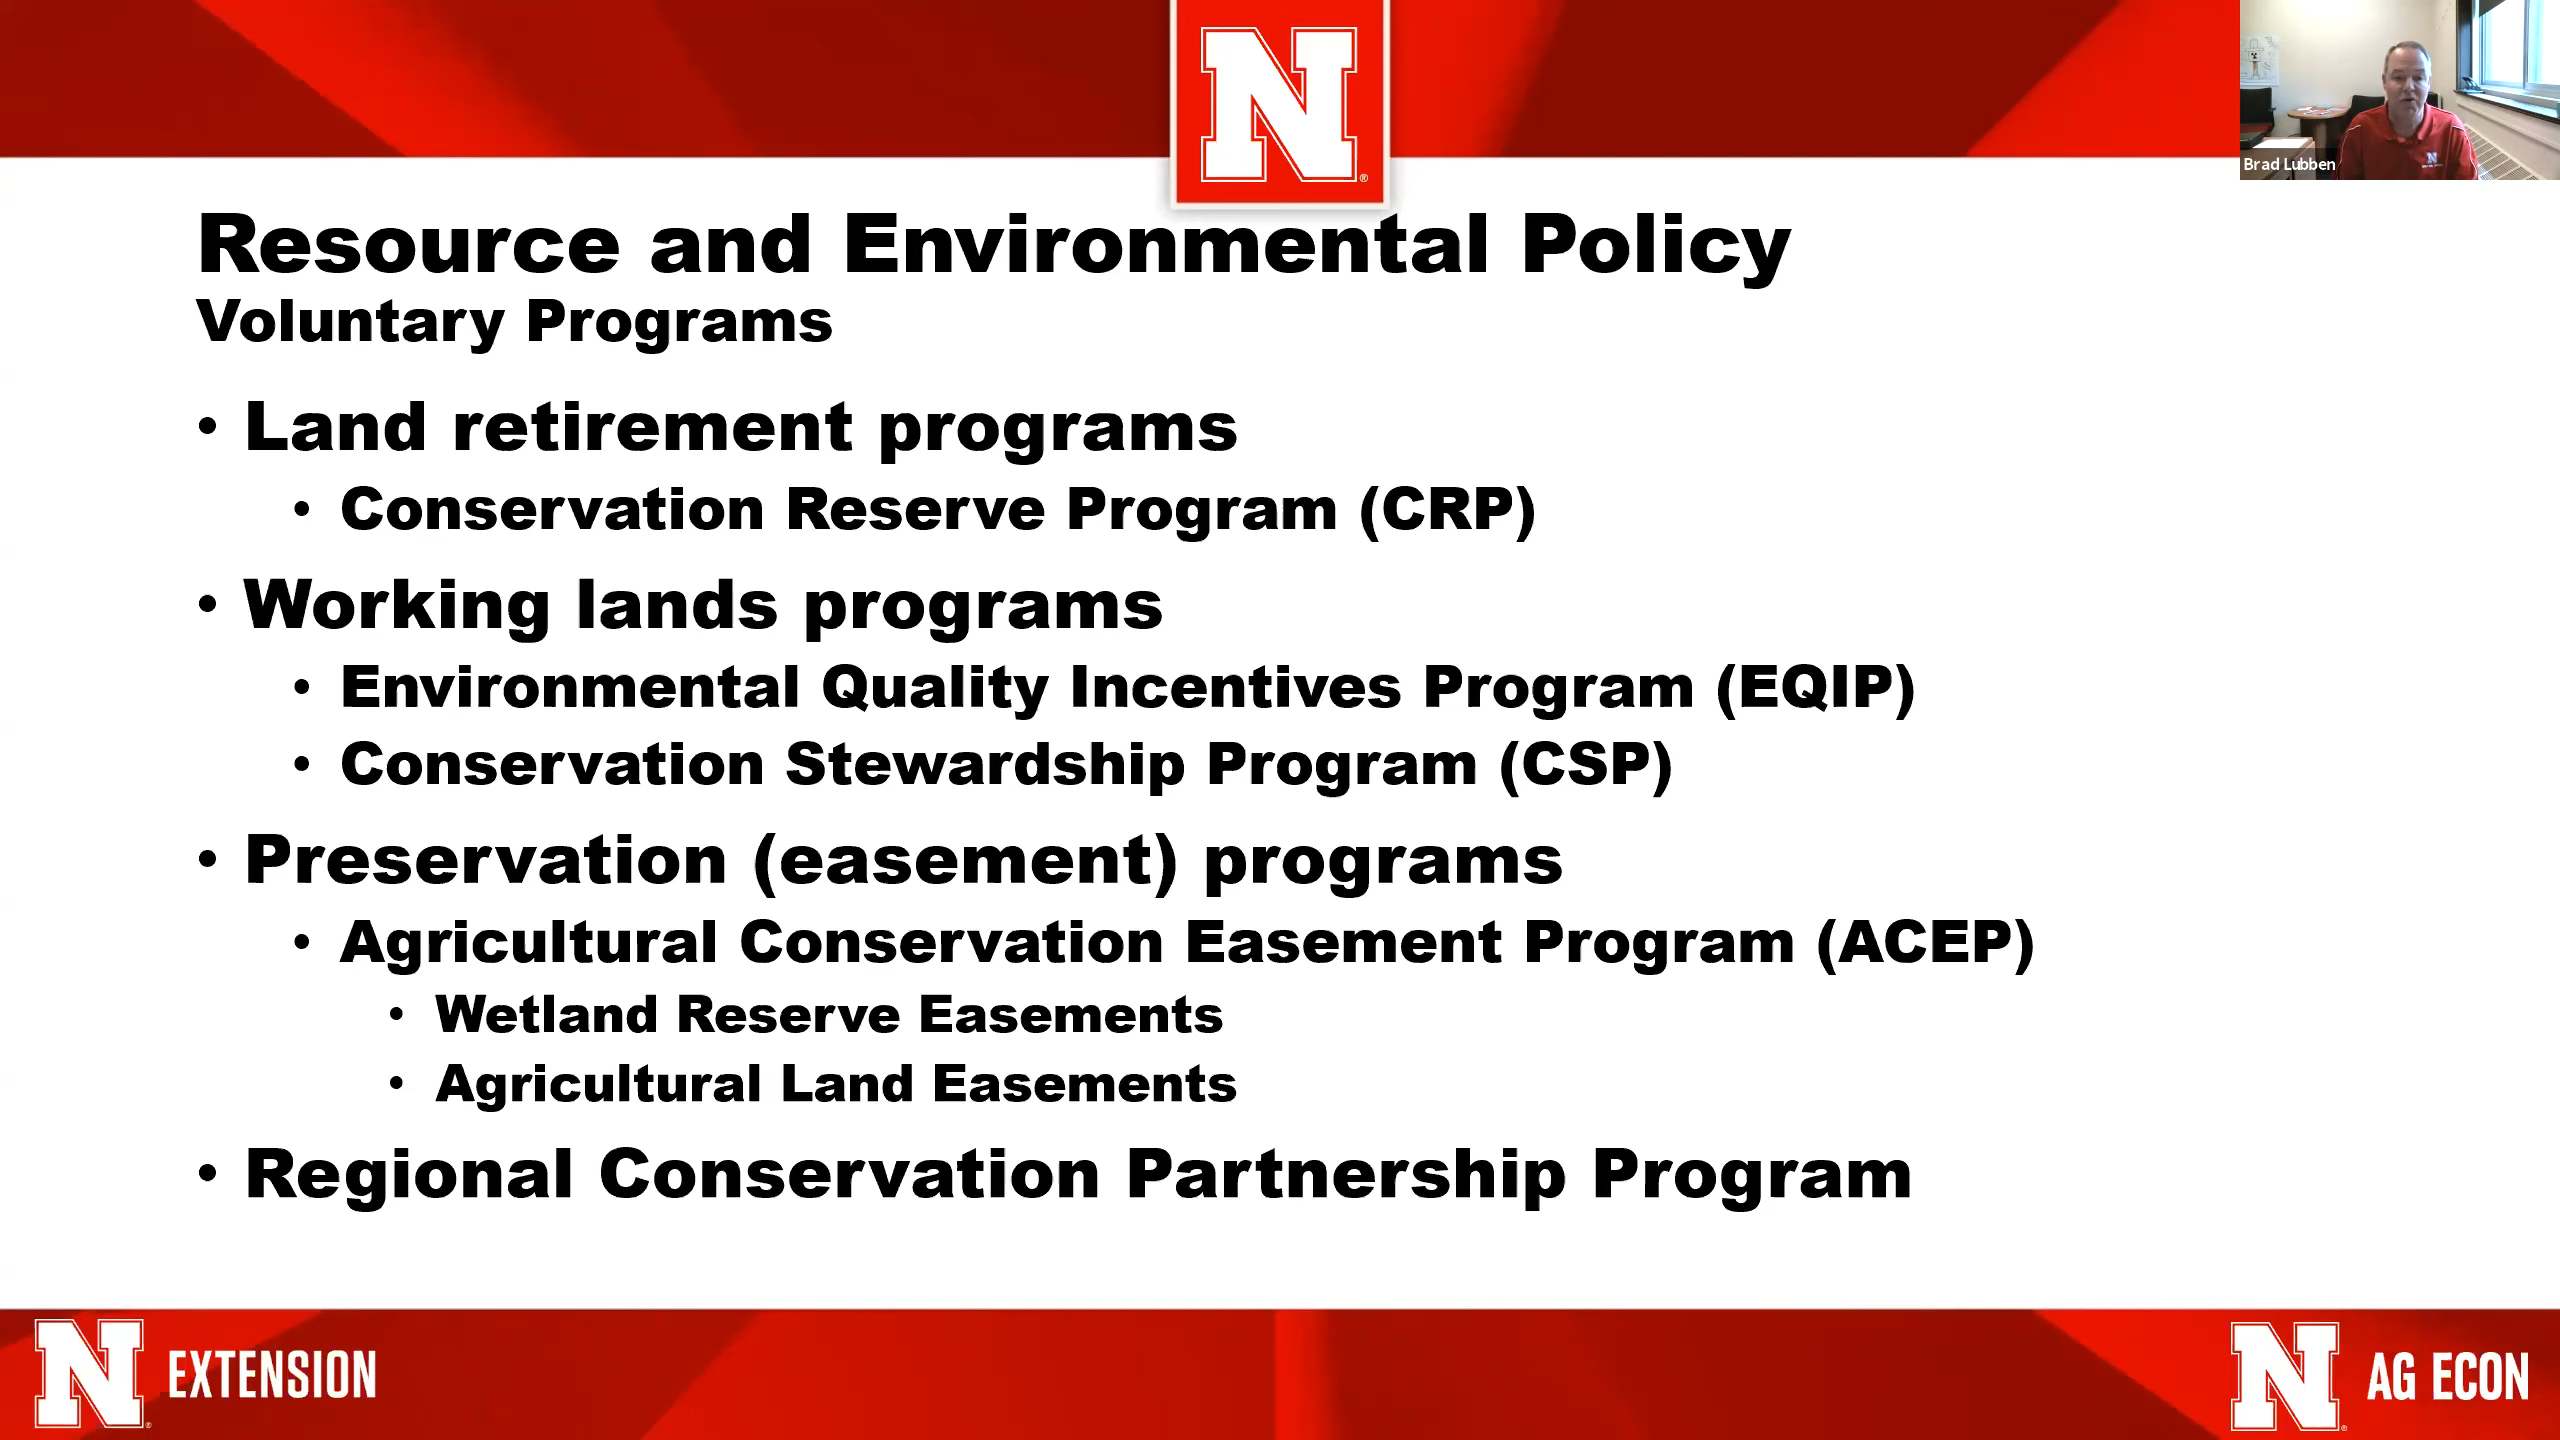 N
Brad Lubben
Resource and Environmental Policy
Voluntary Programs
• Land retirement programs
• Conservation Reserve Program (CRP)
• Working lands programs
• Environmental Quality Incentives Program (EQIP)
• Conservation Stewardship Program (CSP)
• Preservation (easement) programs
• Agricultural Conservation Easement Program (ACEP)
• Wetland Reserve Easements
• Agricultural Land Easements
• Regional Conservation Partnership Program
N EXTENSION
N AG ECON